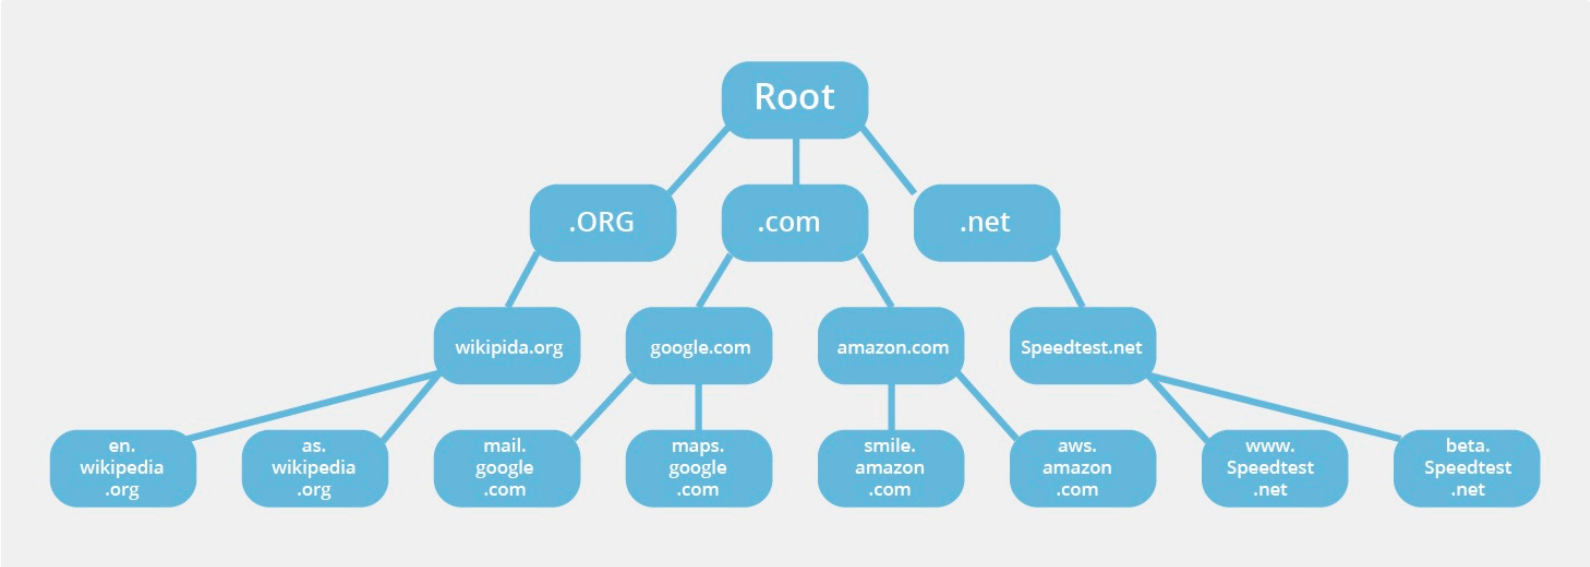 Root
.ORG
.com
.net
wikipida.org
google.com
amazon.com
Speedtest.net
en.
wikipedia
.org
as.
wikipedia
.org
mail.
google
.com
maps.
google
.com
smile.
amazon
.com
aws.
amazon
.com
www.
Speedtest
.net
beta.
Speedtest
.net